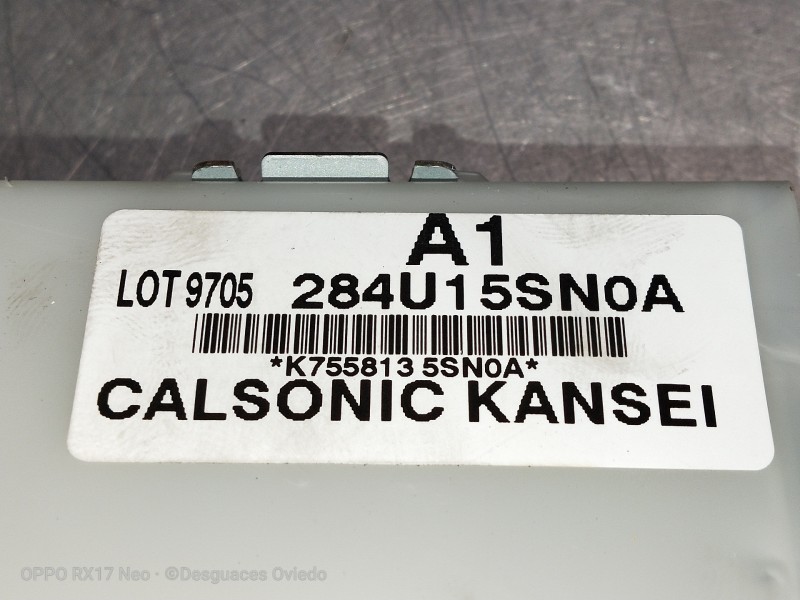 A1
LOT 9705 284U15SN0A
*K755813 5SN0A*
CALSONIC KANSEI
OPPO RX17 Neo · ©Desguaces Oviedo